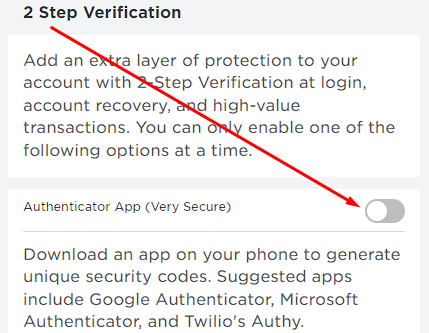 2 Step Verification
Add an extra layer of protection to your
account with 2-Step Verification at login,
account recovery, and high-value
transactions. You can only enable one of the
following options at a time.
Authenticator App (Very Secure)
Download an app on your phone to generate
unique security codes. Suggested apps
include Google Authenticator, Microsoft
Authenticator, and Twilio's Authy.